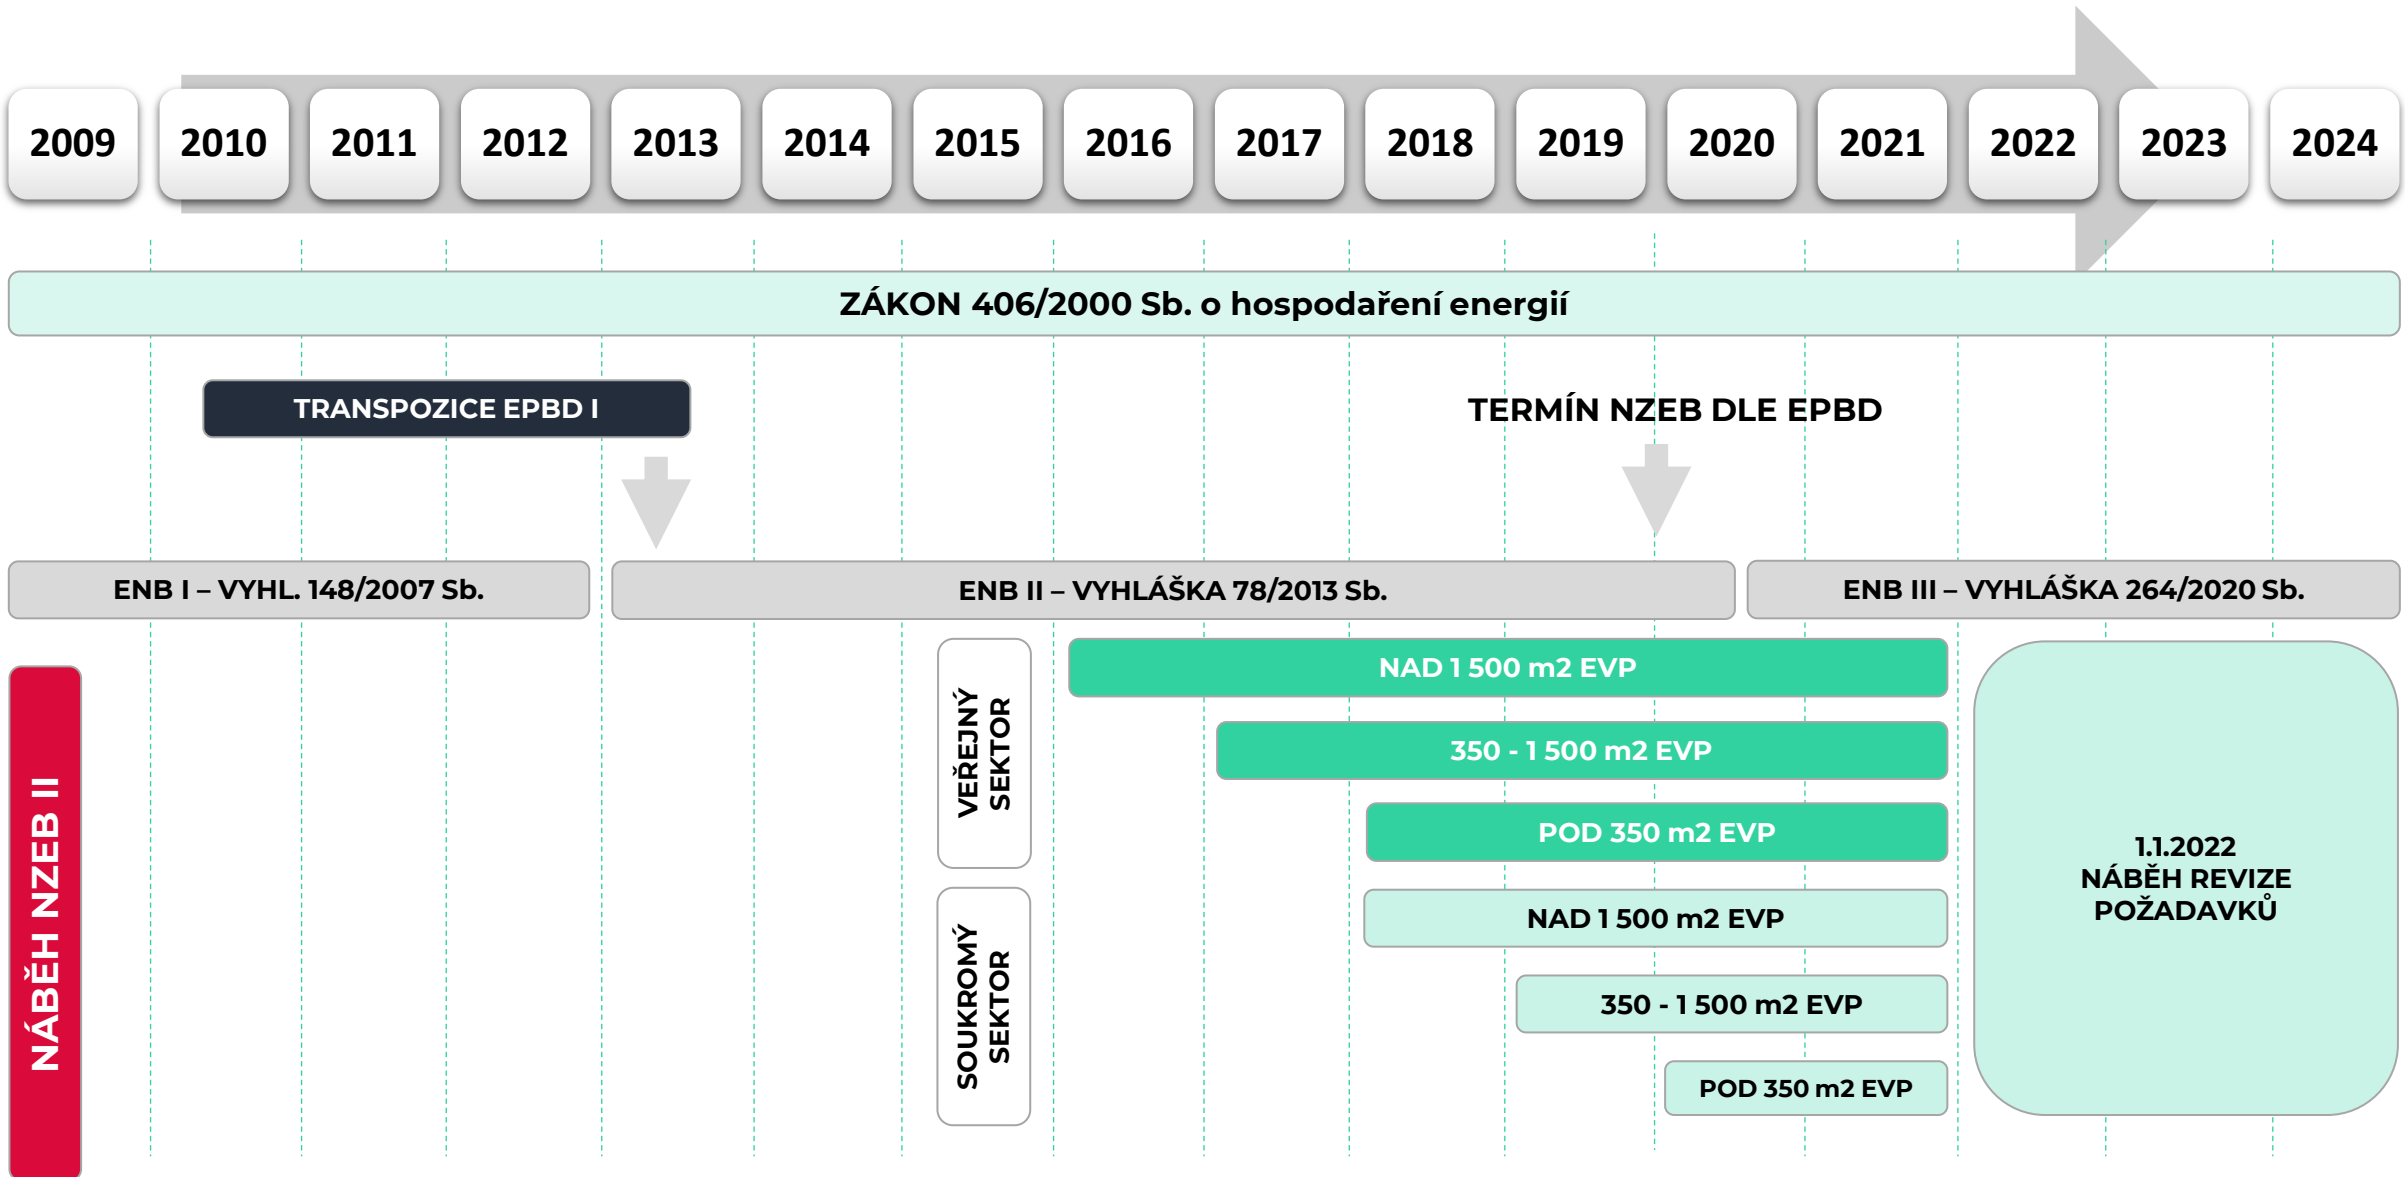 2009 2010 2011 2012 2013 2014 2015 2016 2017 2018 2019 2020 2021 2022 2023 2024
ZÁKON 406/2000 Sb. o hospodaření energií
TRANSPOZICE EPBD I
TERMÍN NZEB DLE EPBD
ENB I – VYHL. 148/2007 Sb.
ENB II – VYHLÁŠKA 78/2013 Sb.
ENB III – VYHLÁŠKA 264/2020 Sb.
NÁBĚH NZEB II
VEŘEJNÝ
SEKTOR
NAD 1 500 m2 EVP
350 - 1 500 m2 EVP
POD 350 m2 EVP
SOUKROMÝ
SEKTOR
NAD 1 500 m2 EVP
350 - 1 500 m2 EVP
POD 350 m2 EVP
1.1.2022
NÁBĚH REVIZE
POŽADAVKŮ